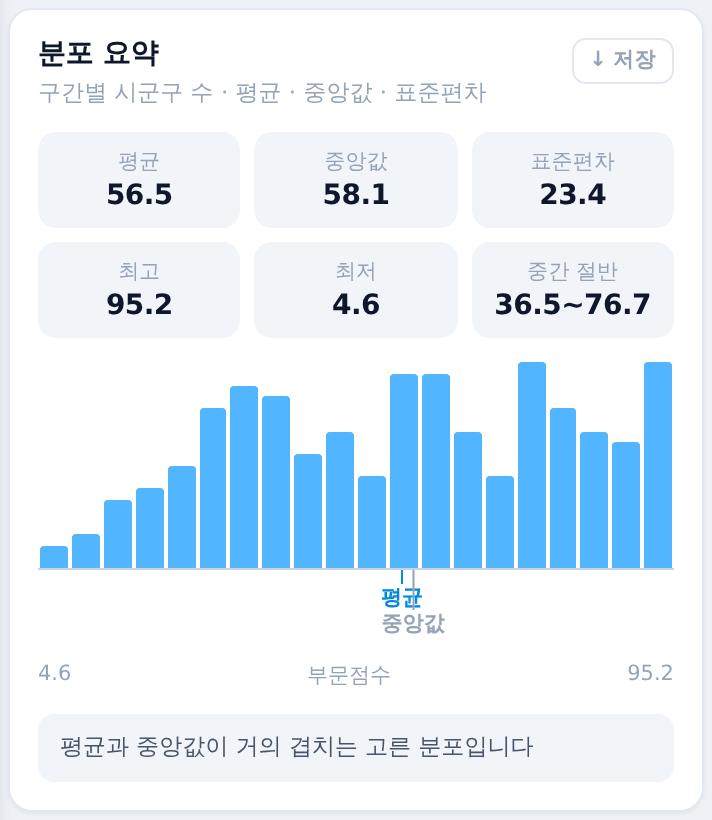 분포 요약
↓ 저장
구간별 시군구 수 · 평균 · 중앙값 · 표준편차
평균
56.5
중앙값
58.1
표준편차
23.4
최고
95.2
최저
4.6
중간 절반
36.5~76.7
평균
중앙값
4.6
부문점수
95.2
평균과 중앙값이 거의 겹치는 고른 분포입니다